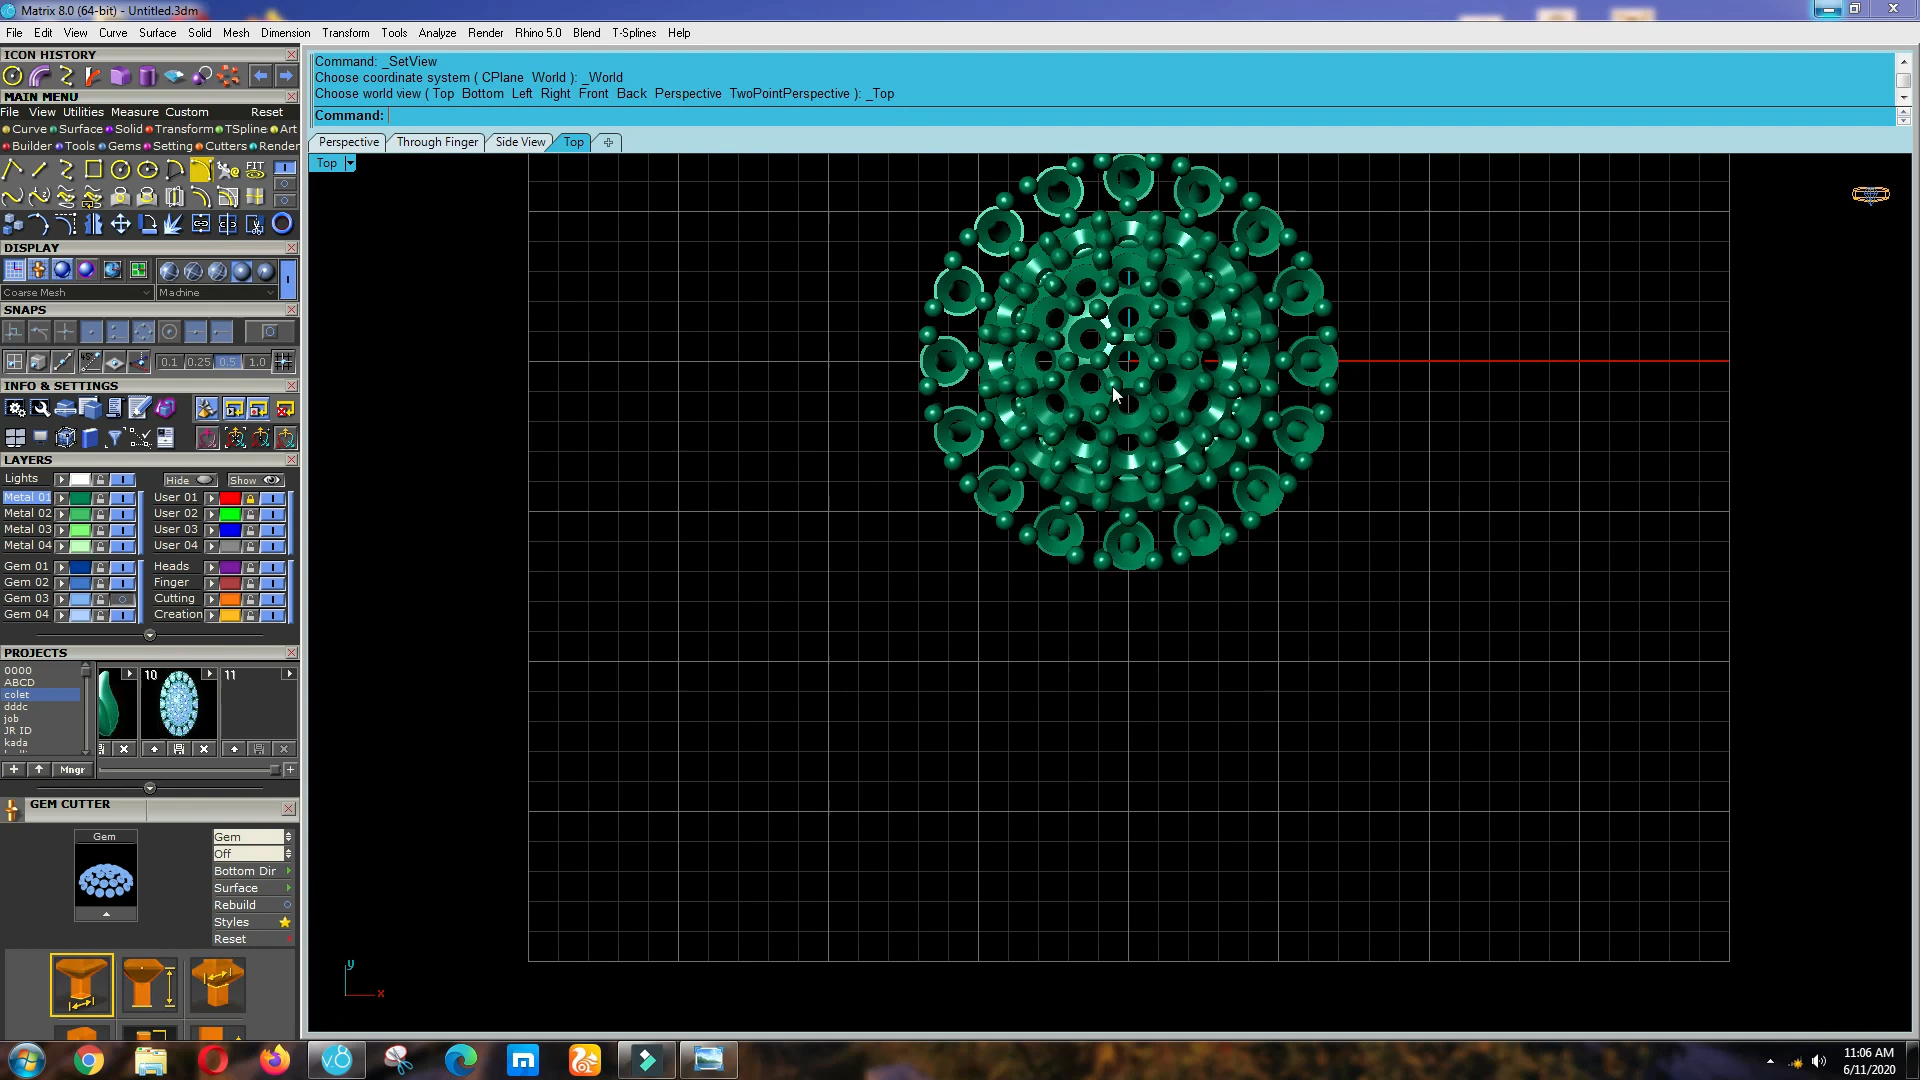 Matrix 8.0 (64-bit) - Untitled.3dm
File Edit View Curve Surface Solid Mesh Dimension Transform Tools Analyze Render Rhino 5.0 Blend T-Splines Help
ICON HISTORY
MAIN MENU
File View Utilities Measure Custom Reset
Curve Surface Solid Transform TSpline Art
Builder Tools Gems Setting Cutters Render
FIT
DISPLAY
Coarse Mesh Machine
SNAPS
0.1 0.25 0.5 1.0
INFO & SETTINGS
LAYERS
Lights Hide Show
Metal 01 User 01
Metal 02 User 02
Metal 03 User 03
Metal 04 User 04
Gem 01 Heads
Gem 02 Finger
Gem 03 Cutting
Gem 04 Creation
PROJECTS
0000
ABCD
colet
dddc
job
JR ID
kada
10 11
Mngr
GEM CUTTER
Gem
Gem
Off
Bottom Dir
Surface
Rebuild
Styles
Reset
Command: _SetView
Choose coordinate system ( CPlane World ): _World
Choose world view ( Top Bottom Left Right Front Back Perspective TwoPointPerspective ): _Top
Command:
Perspective Through Finger Side View Top
Top
y
x
11:06 AM
6/11/2020